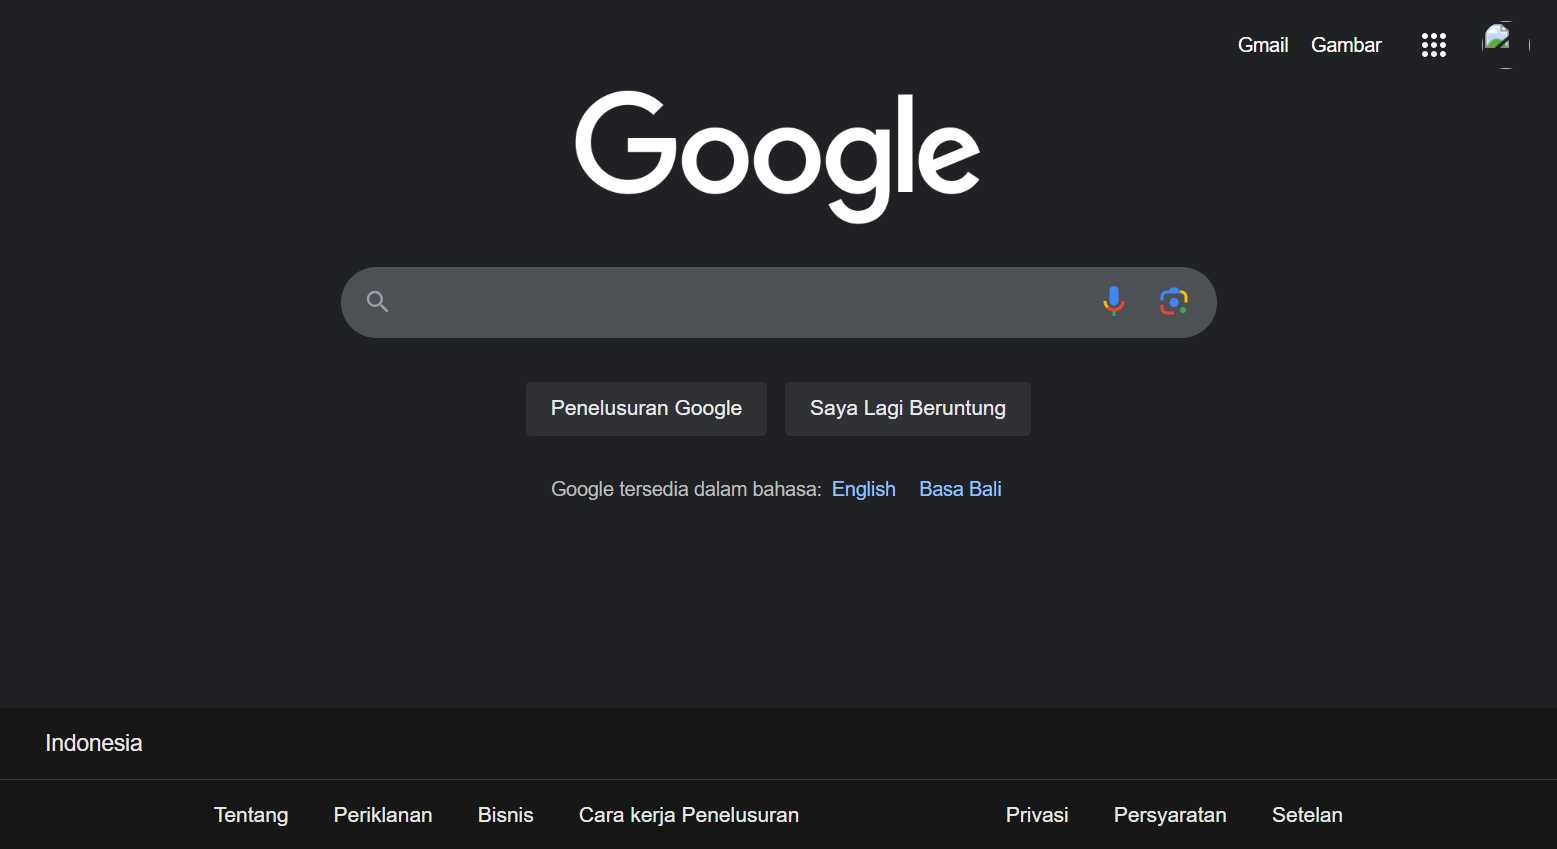 Gmail Gambar
Google
Penelusuran Google Saya Lagi Beruntung
Google tersedia dalam bahasa: English Basa Bali
Indonesia
Tentang Periklanan Bisnis Cara kerja Penelusuran Privasi Persyaratan Setelan